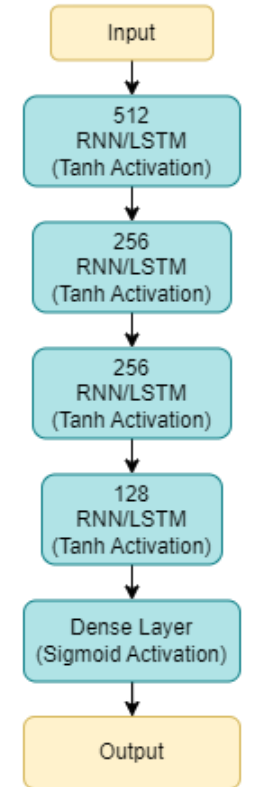 Input
512
RNN/LSTM
(Tanh Activation)
256
RNN/LSTM
(Tanh Activation)
256
RNN/LSTM
(Tanh Activation)
128
RNN/LSTM
(Tanh Activation)
Dense Layer
(Sigmoid Activation)
Output